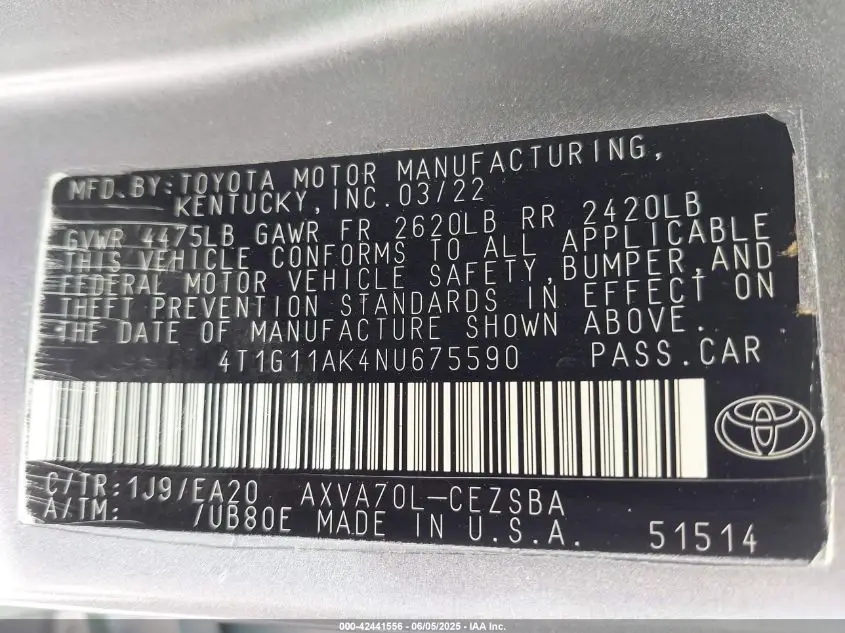 MFD. BY: TOYOTA MOTOR MANUFACTURING,
KENTUCKY, INC. 03/22
GVWR 4475LB GAWR FR 2620LB RR 2420LB
THIS VEHICLE CONFORMS TO ALL APPLICABLE
FEDERAL MOTOR VEHICLE SAFETY, BUMPER, AND
THEFT PREVENTION STANDARDS IN EFFECT ON
THE DATE OF MANUFACTURE SHOWN ABOVE.
4T1G11AK4NU675590 PASS.CAR
C/TR: 1J9/EA20 AXVA70L-CEZSBA
A/TM: /UB80E MADE IN U.S.A. 51514
000-42441556 - 06/05/2025 - IAA Inc.